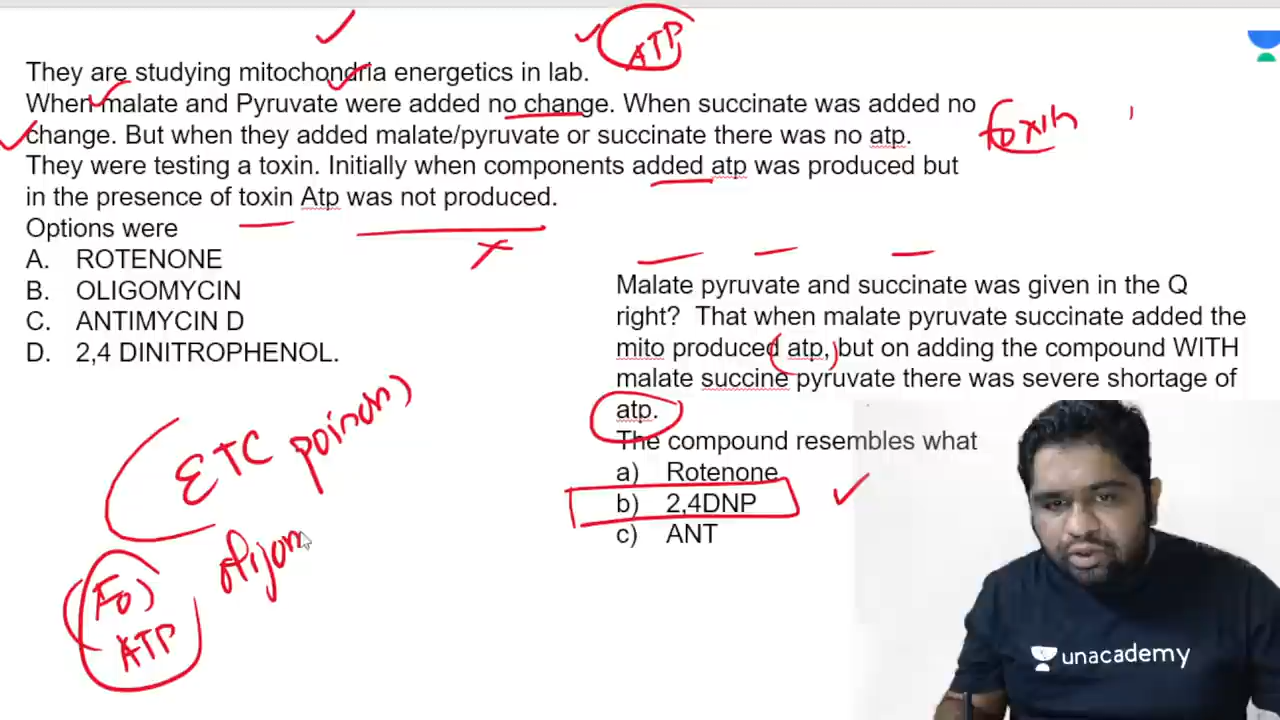 ATP
They are studying mitochondria energetics in lab.
When malate and Pyruvate were added no change. When succinate was added no
change. But when they added malate/pyruvate or succinate there was no atp.
toxin
They were testing a toxin. Initially when components added atp was produced but
in the presence of toxin Atp was not produced.
Options were
A. ROTENONE
B. OLIGOMYCIN
C. ANTIMYCIN D
D. 2,4 DINITROPHENOL.
Malate pyruvate and succinate was given in the Q
right? That when malate pyruvate succinate added the
mito produced atp, but on adding the compound WITH
malate succine pyruvate there was severe shortage of
atp.
The compound resembles what
a) Rotenone
b) 2,4DNP
c) ANT
ETC poison)
oligom
(Fo)
ATP
unacademy